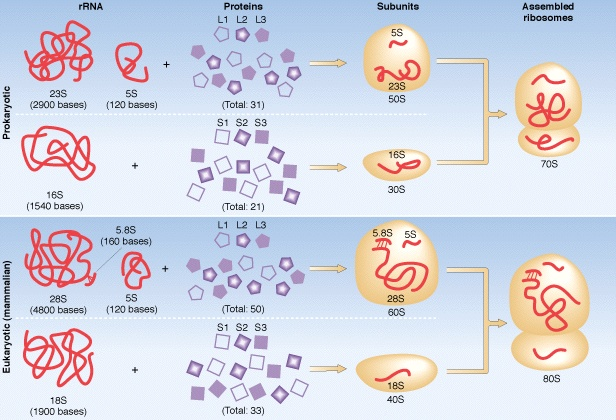 rRNA
Proteins
Subunits
Assembled
ribosomes
Prokaryotic
L1 L2 L3
23S
(2900 bases)
5S
(120 bases)
+
(Total: 31)
5S
23S
50S
S1 S2 S3
16S
(1540 bases)
+
(Total: 21)
16S
30S
70S
Eukaryotic (mammalian)
5.8S
(160 bases)
L1 L2 L3
28S
(4800 bases)
5S
(120 bases)
+
(Total: 50)
5.8S 5S
28S
60S
S1 S2 S3
18S
(1900 bases)
+
(Total: 33)
18S
40S
80S